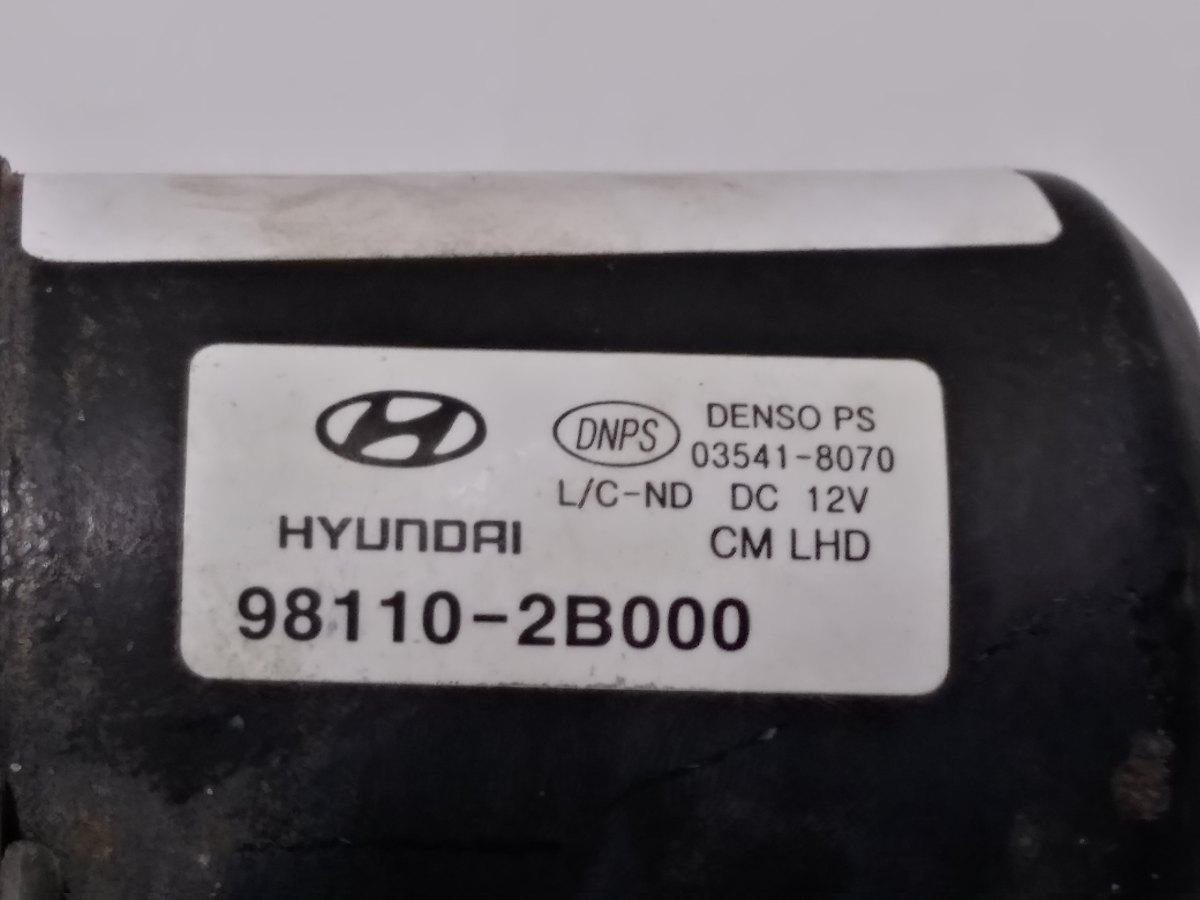 DNPS DENSO PS
03541-8070
L/C-ND DC 12V
HYUNDAI CM LHD
98110-2B000